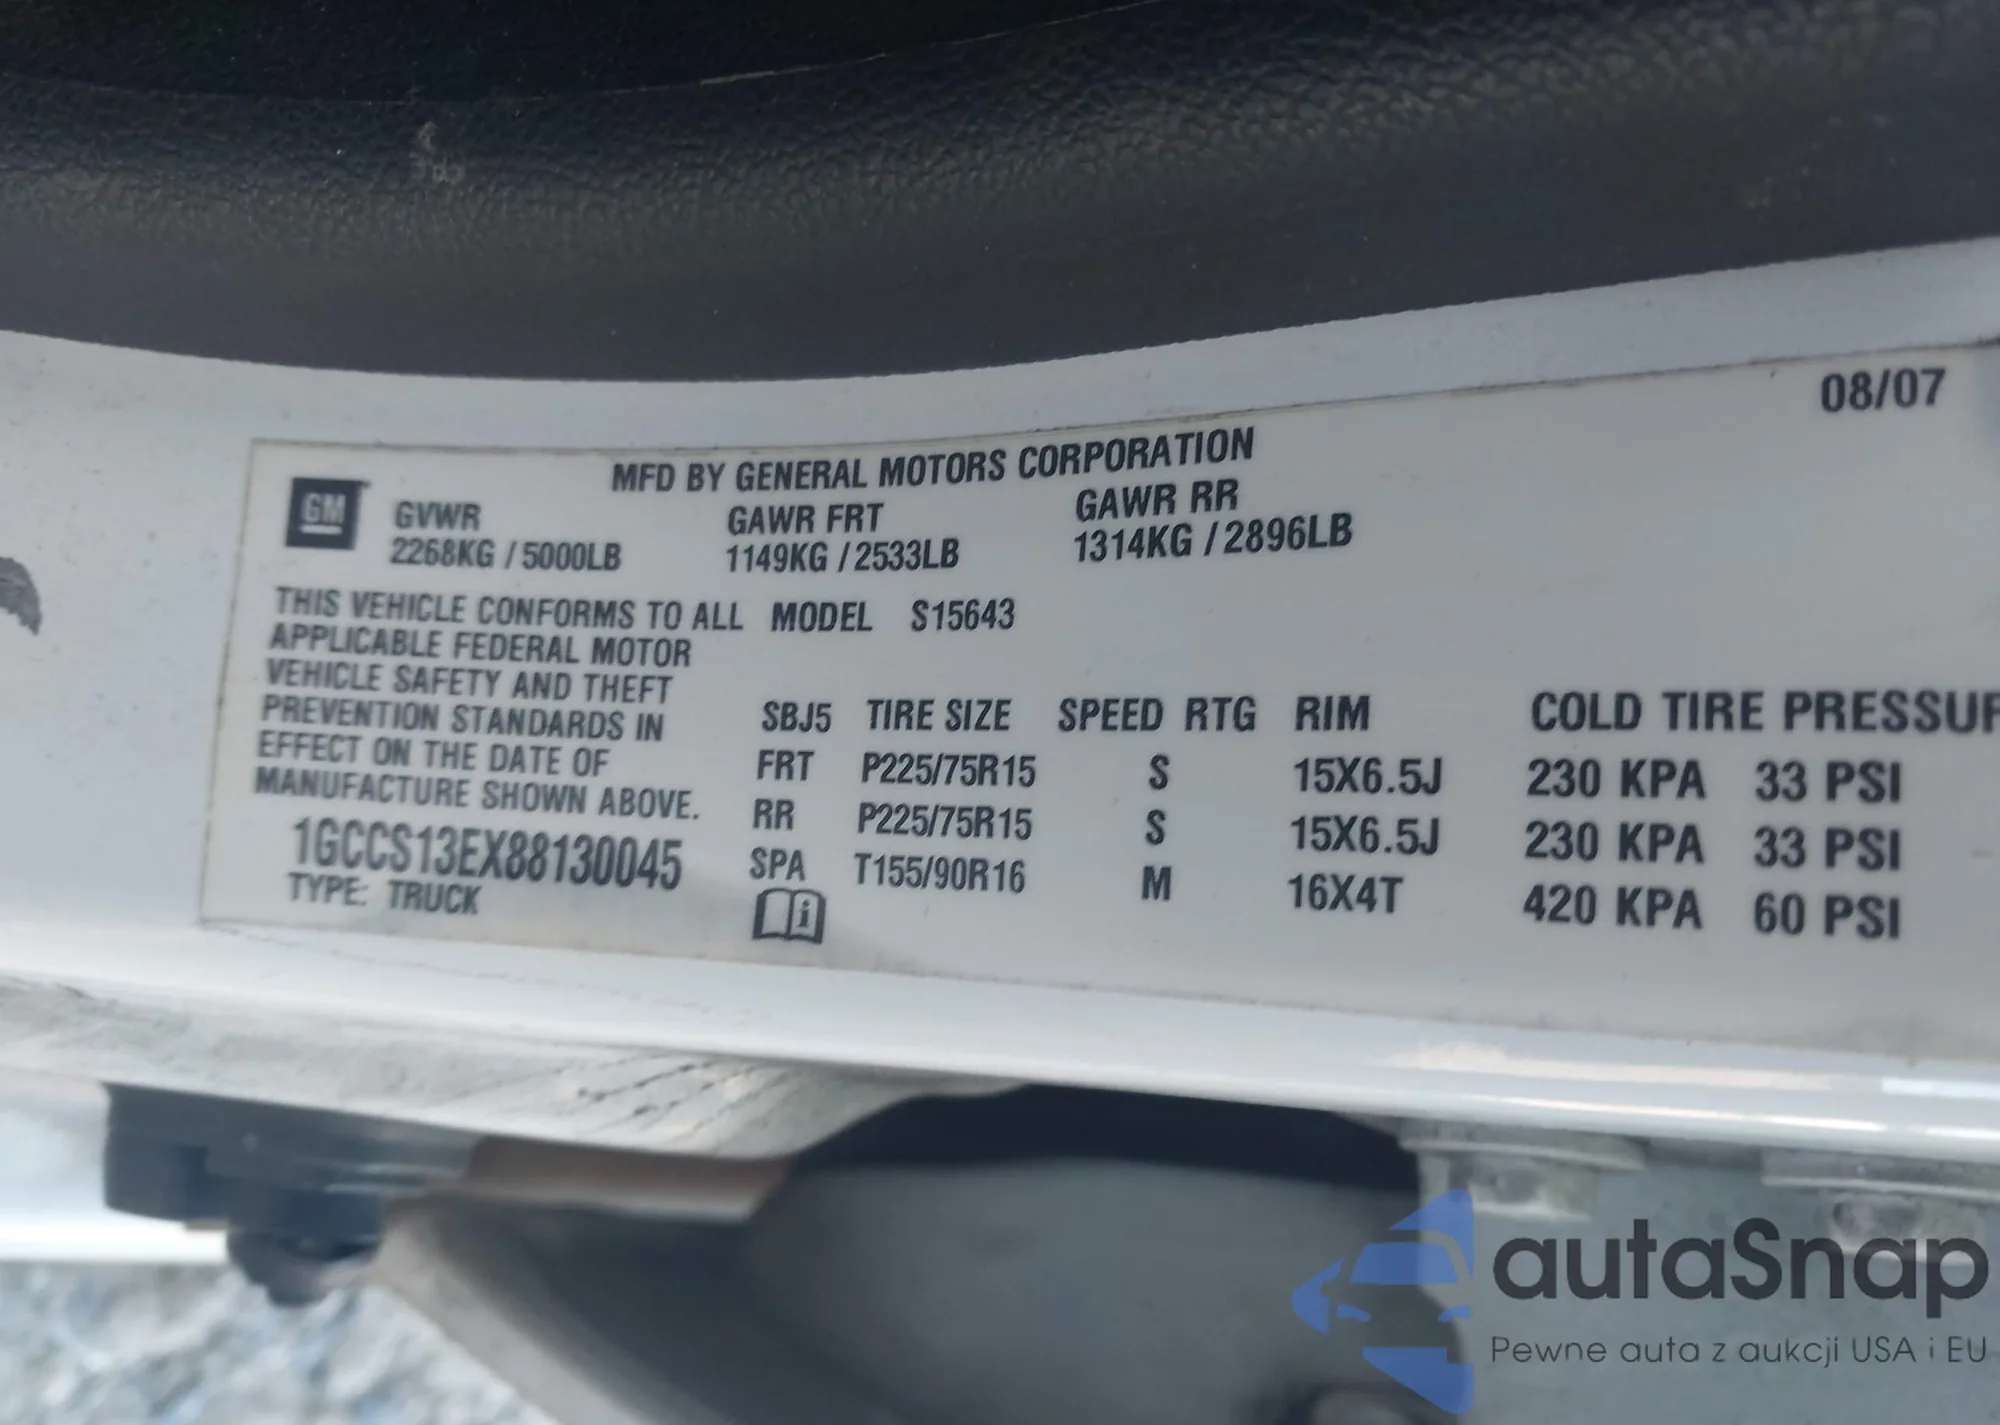 08/07
MFD BY GENERAL MOTORS CORPORATION
GM
GVWR GAWR FRT GAWR RR
2268KG / 5000LB 1149KG / 2533LB 1314KG / 2896LB
THIS VEHICLE CONFORMS TO ALL MODEL S15643
APPLICABLE FEDERAL MOTOR
VEHICLE SAFETY AND THEFT
PREVENTION STANDARDS IN
EFFECT ON THE DATE OF
MANUFACTURE SHOWN ABOVE.
1GCCS13EX88130045
TYPE: TRUCK
SBJ5 TIRE SIZE SPEED RTG RIM COLD TIRE PRESSUR
FRT P225/75R15 S 15X6.5J 230 KPA 33 PSI
RR P225/75R15 S 15X6.5J 230 KPA 33 PSI
SPA T155/90R16 M 16X4T 420 KPA 60 PSI
i
autaSnap
Pewne auta z aukcji USA i EU